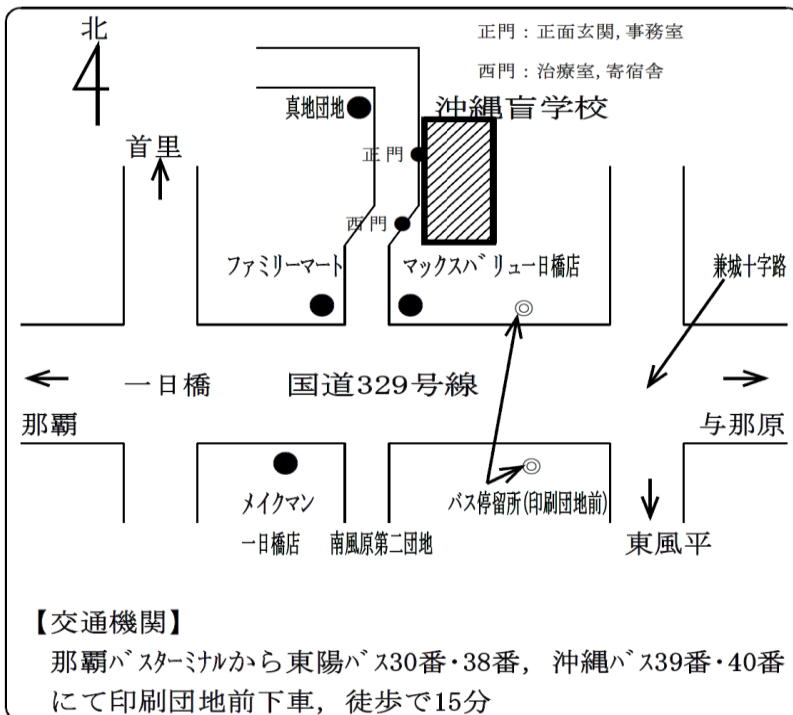 北
正門：正面玄関,事務室
西門：治療室,寄宿舎
真地団地
沖縄盲学校
首里
正門
西門
ファミリーマート
マックスバリュー一日橋店
兼城十字路
一日橋
国道329号線
那覇
与那原
メイクマン
一日橋店
南風原第二団地
バス停留所(印刷団地前)
東風平
【交通機関】
那覇バスターミナルから東陽バス30番・38番，沖縄バス39番・40番
にて印刷団地前下車，徒歩で15分